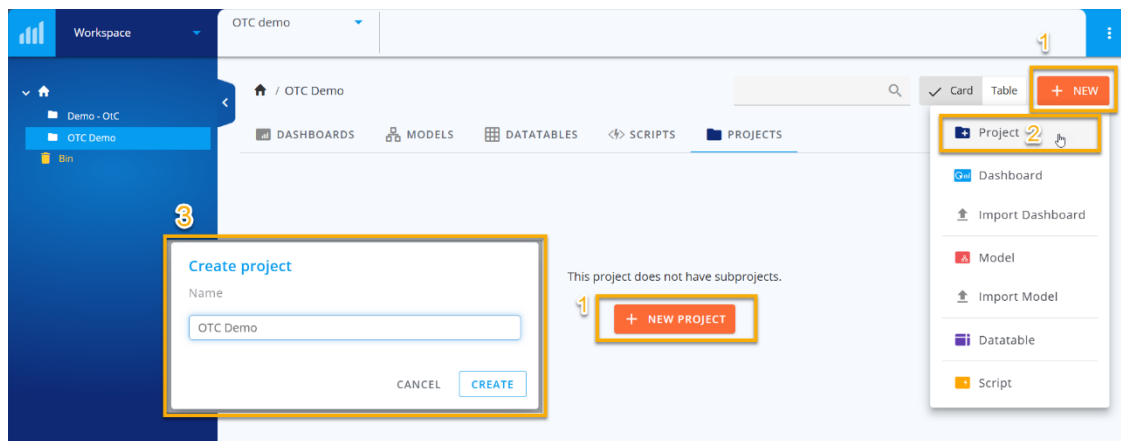 Workspace
OTC demo
1
/ OTC Demo
Card
Table
+ NEW
Demo - OtC
OTC Demo
Bin
DASHBOARDS
MODELS
DATATABLES
SCRIPTS
PROJECTS
Project
2
Dashboard
Import Dashboard
Model
Import Model
Datatable
Script
3
Create project
Name
OTC Demo
CANCEL
CREATE
This project does not have subprojects.
1
+ NEW PROJECT